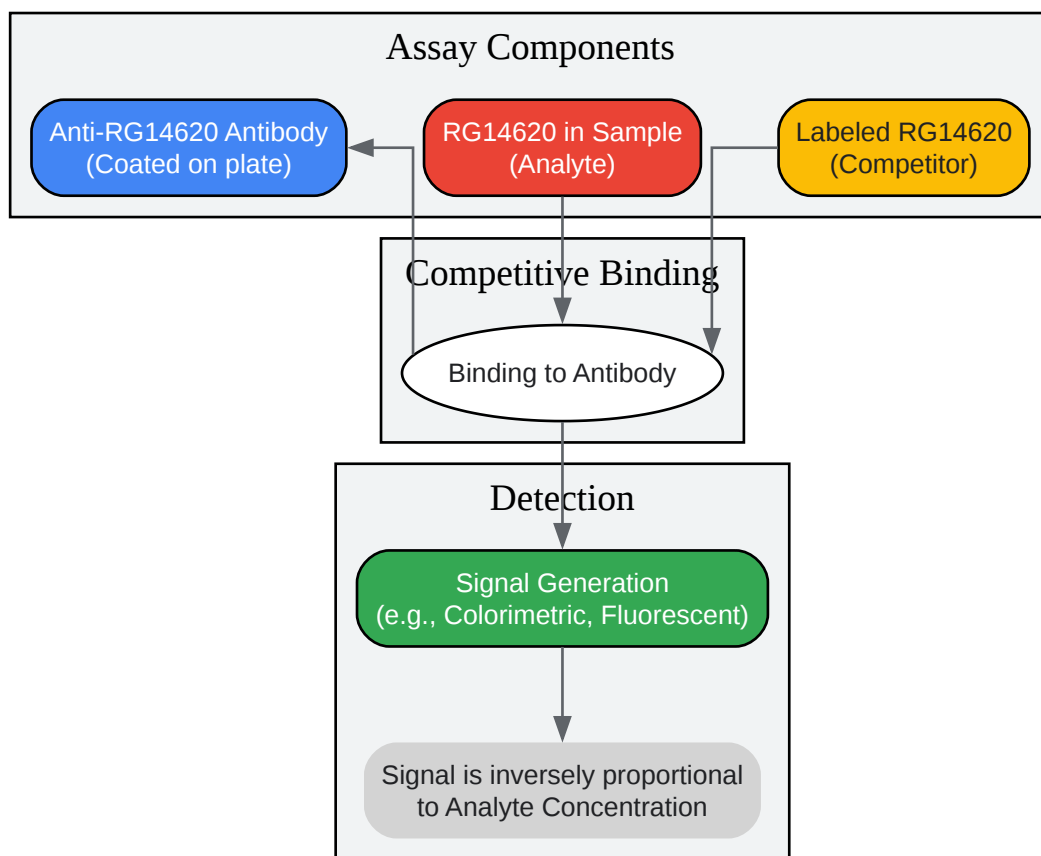 Assay Components
Anti-RG14620 Antibody
(Coated on plate)
RG14620 in Sample
(Analyte)
Labeled RG14620
(Competitor)
Competitive Binding
Binding to Antibody
Detection
Signal Generation
(e.g., Colorimetric, Fluorescent)
Signal is inversely proportional
to Analyte Concentration